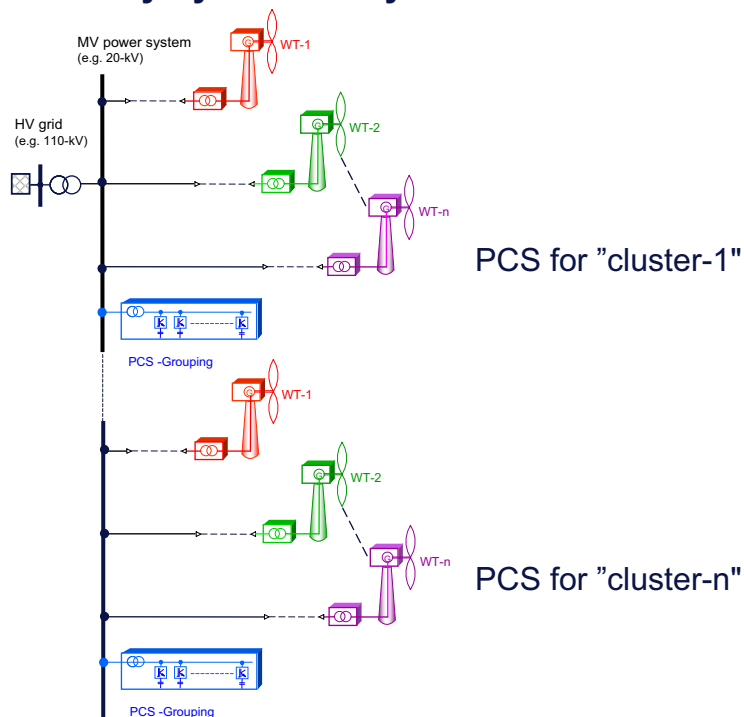 MV power system
(e.g. 20-kV)
G
WT-1
HV grid
(e.g. 110-kV)
G
WT-2
G
WT-n
PCS for ”cluster-1"
PCS -Grouping
G
WT-1
G
WT-2
G
WT-n
PCS for ”cluster-n"
PCS -Grouping